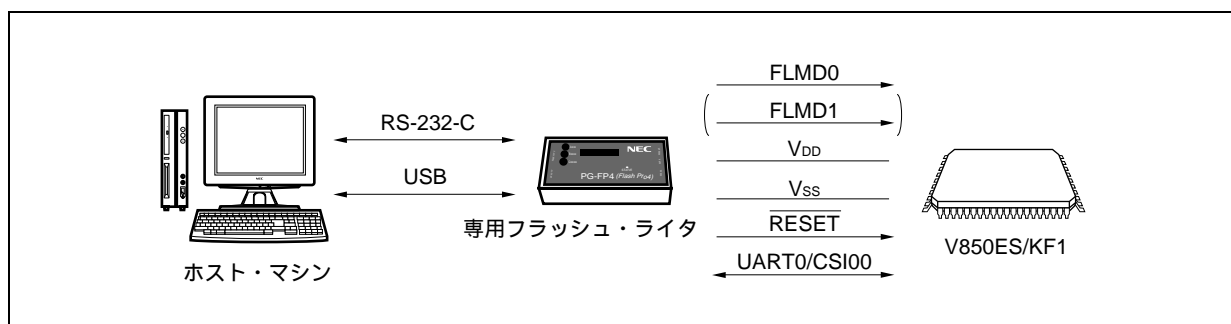 FLMD0
FLMD1
RS-232-C
VDD
USB
VSS
RESET
UART0/CSI00
NEC
PG-FP4 (Flash Pro4)
専用フラッシュ・ライタ
ホスト・マシン
V850ES/KF1